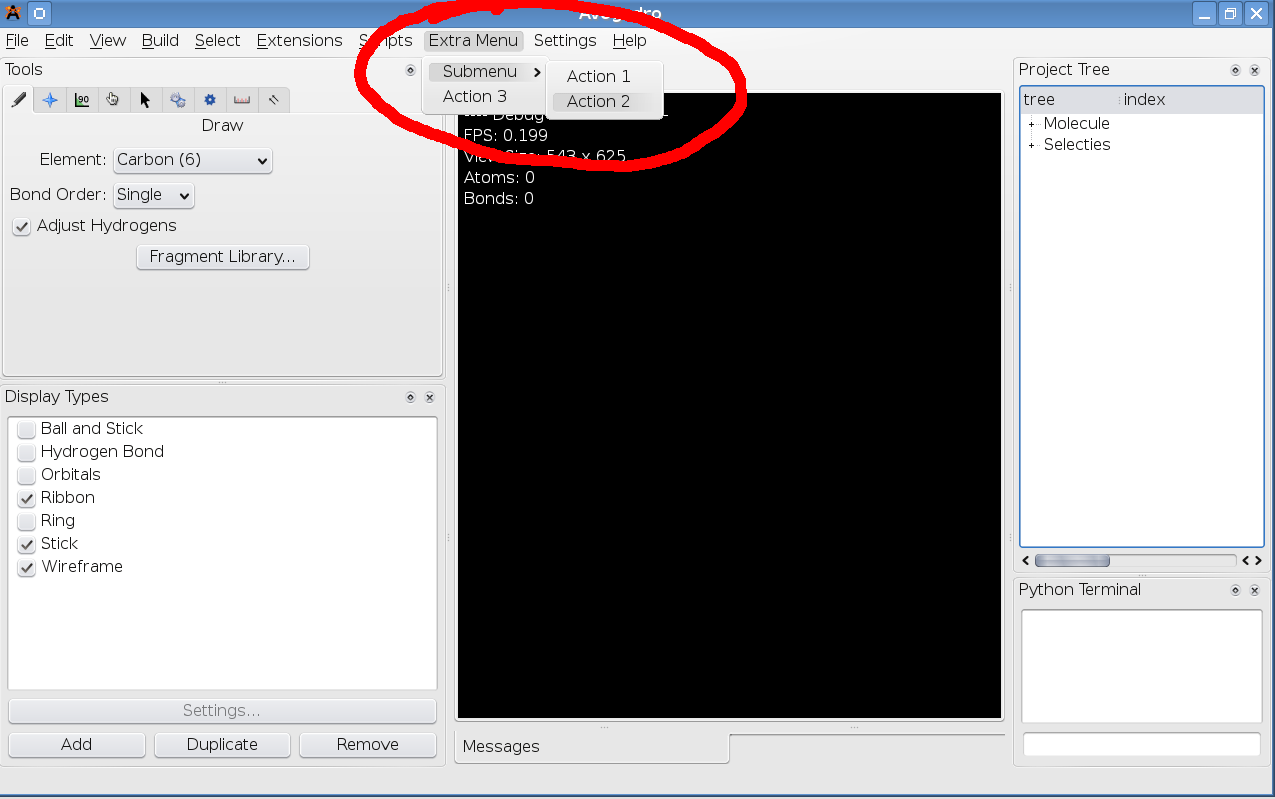 File Edit View Build Select Extensions Scripts Extra Menu Settings Help
Tools
90
Draw
Element: Carbon (6)
Bond Order: Single
Adjust Hydrogens
Fragment Library...
Display Types
Ball and Stick
Hydrogen Bond
Orbitals
Ribbon
Ring
Stick
Wireframe
Settings...
Add Duplicate Remove
Submenu
Action 3
Action 1
Action 2
---- Debug
FPS: 0.199
View Size: 543 x 625
Atoms: 0
Bonds: 0
Messages
Project Tree
tree index
Molecule
Selecties
Python Terminal